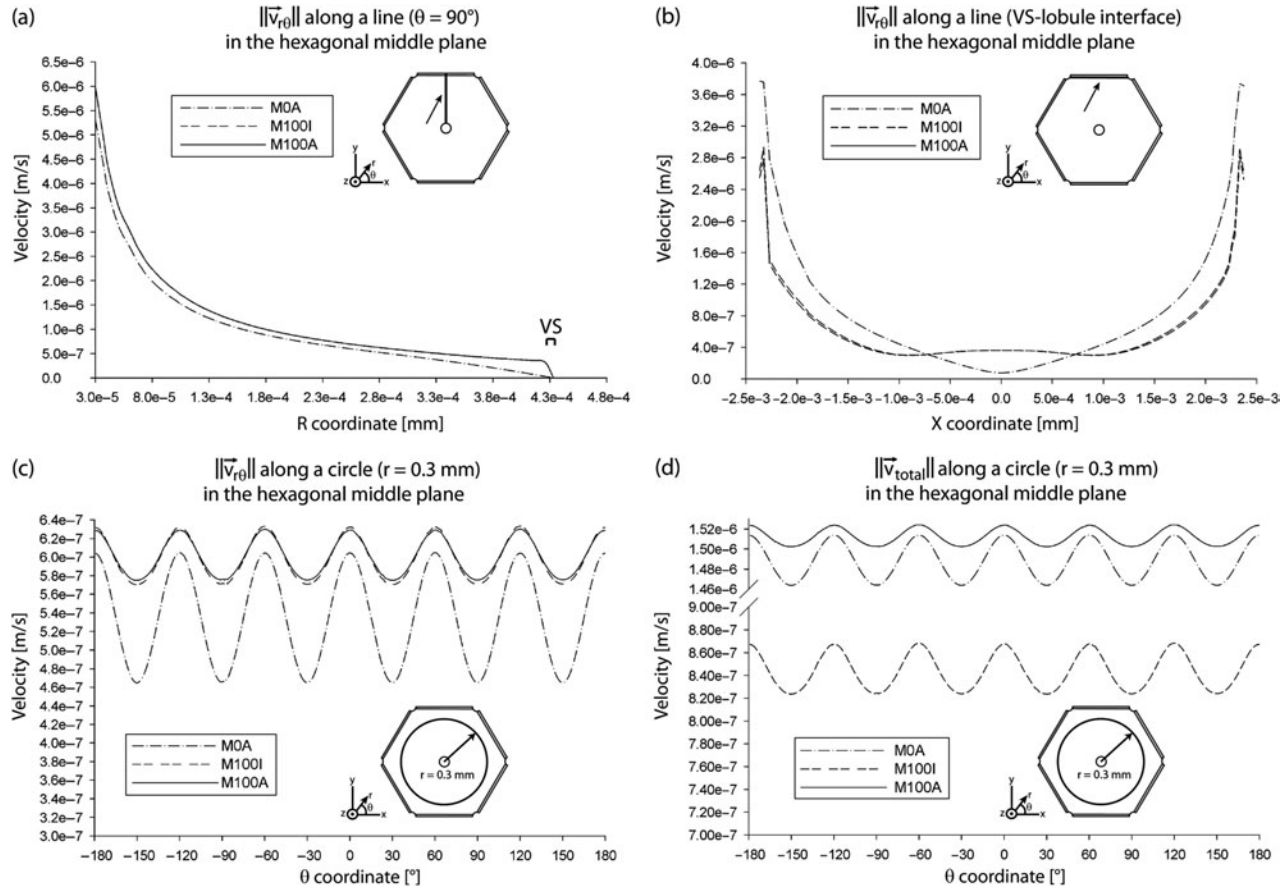 (a)
||v⃗rθ|| along a line (θ = 90°)
in the hexagonal middle plane
6.5e−6
6.0e−6
5.5e−6
5.0e−6
4.5e−6
4.0e−6
3.5e−6
3.0e−6
2.5e−6
2.0e−6
1.5e−6
1.0e−6
5.0e−7
0.0
Velocity [m/s]
M0A
M100I
M100A
y
r
θ
z
x
VS
3.0e−5 8.0e−5 1.3e−4 1.8e−4 2.3e−4 2.8e−4 3.3e−4 3.8e−4 4.3e−4 4.8e−4
R coordinate [mm]
(b)
||v⃗rθ|| along a line (VS-lobule interface)
in the hexagonal middle plane
4.0e−6
3.6e−6
3.2e−6
2.8e−6
2.4e−6
2.0e−6
1.6e−6
1.2e−6
8.0e−7
4.0e−7
0.0
Velocity [m/s]
M0A
M100I
M100A
y
r
θ
z
x
−2.5e−3 −2.0e−3 −1.5e−3 −1.0e−3 −5.0e−4 0.0 5.0e−4 1.0e−3 1.5e−3 2.0e−3 2.5e−3
X coordinate [mm]
(c)
||v⃗rθ|| along a circle (r = 0.3 mm)
in the hexagonal middle plane
6.4e−7
6.2e−7
6.0e−7
5.8e−7
5.6e−7
5.4e−7
5.2e−7
5.0e−7
4.8e−7
4.6e−7
4.4e−7
4.2e−7
4.0e−7
3.8e−7
3.6e−7
3.4e−7
3.2e−7
3.0e−7
Velocity [m/s]
M0A
M100I
M100A
y
r
θ
z
x
r = 0.3 mm
−180 −150 −120 −90 −60 −30 0 30 60 90 120 150 180
θ coordinate [°]
(d)
||v⃗total|| along a circle (r = 0.3 mm)
in the hexagonal middle plane
1.52e−6
1.50e−6
1.48e−6
1.46e−6
9.00e−7
8.80e−7
8.60e−7
8.40e−7
8.20e−7
8.00e−7
7.80e−7
7.60e−7
7.40e−7
7.20e−7
7.00e−7
Velocity [m/s]
M0A
M100I
M100A
y
r
θ
z
x
r = 0.3 mm
−180 −150 −120 −90 −60 −30 0 30 60 90 120 150 180
θ coordinate [°]